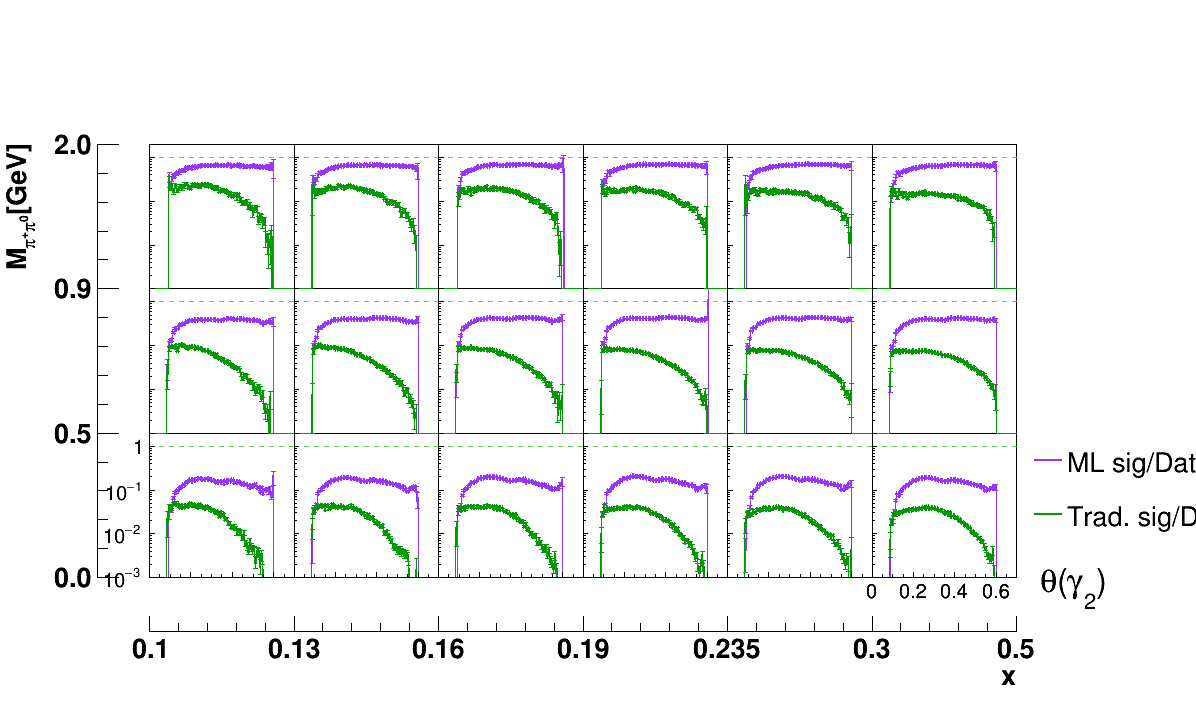 2.0
M_{π⁺π⁰}[GeV]
0.9
0.5
1
10⁻¹
10⁻²
10⁻³
0.0
ML sig/Dat
Trad. sig/D
0 0.2 0.4 0.6
θ(γ₂)
0.1 0.13 0.16 0.19 0.235 0.3 0.5
x